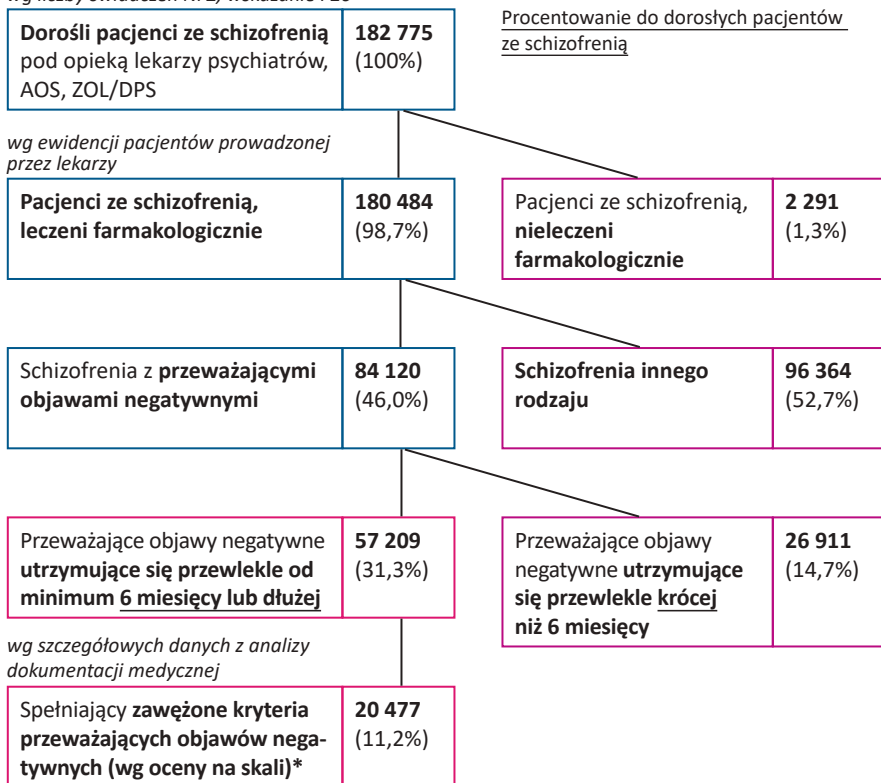 Dorośli pacjenci ze schizofrenią
pod opieką lekarzy psychiatrów,
AOS, ZOL/DPS
182 775
(100%)
Procentowanie do dorosłych pacjentów
ze schizofrenią
wg ewidencji pacjentów prowadzonej
przez lekarzy
Pacjenci ze schizofrenią,
leczeni farmakologicznie
180 484
(98,7%)
Pacjenci ze schizofrenią,
nieleczeni
farmakologicznie
2 291
(1,3%)
Schizofrenia z przeważającymi
objawami negatywnymi
84 120
(46,0%)
Schizofrenia innego
rodzaju
96 364
(52,7%)
Przeważające objawy negatywne
utrzymujące się przewlekle od
minimum 6 miesięcy lub dłużej
57 209
(31,3%)
Przeważające objawy
negatywne utrzymujące
się przewlekle krócej
niż 6 miesięcy
26 911
(14,7%)
wg szczegółowych danych z analizy
dokumentacji medycznej
Spełniający zawężone kryteria
przeważających objawów nega-
tywnych (wg oceny na skali)*
20 477
(11,2%)